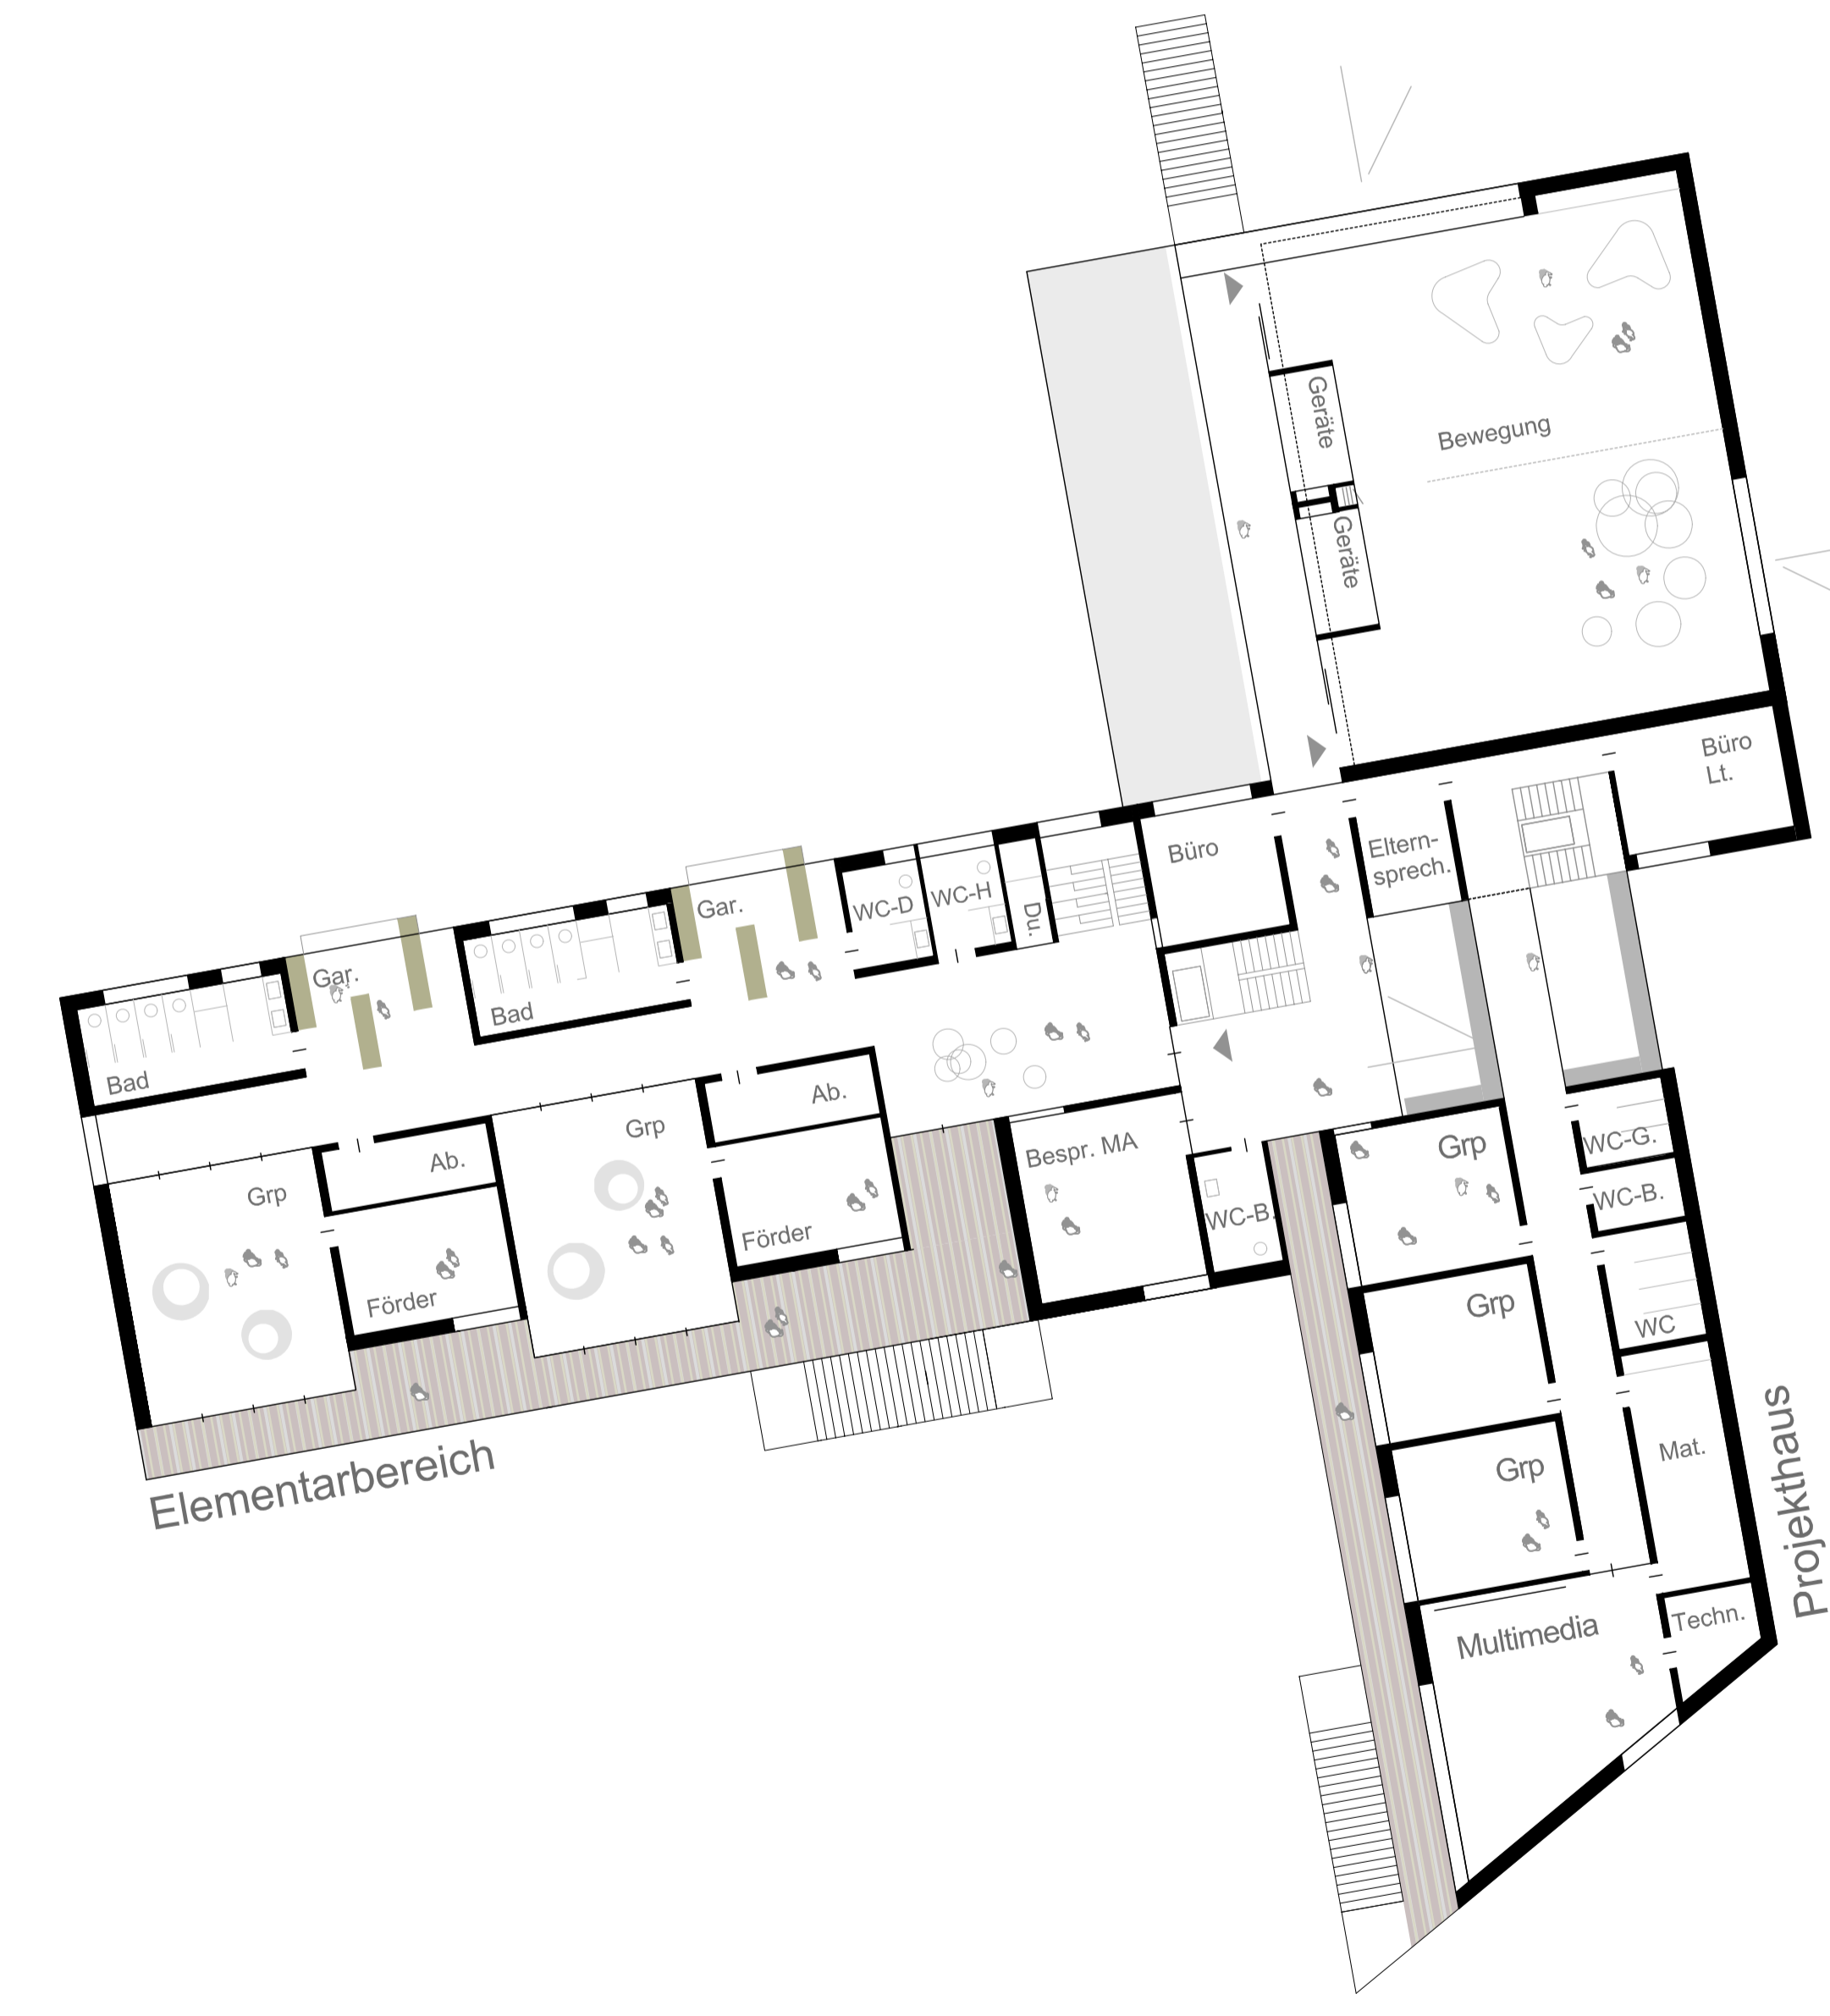 Geräte
Bewegung
Geräte
Büro
Lt.
Büro
Eltern-
sprech.
Gar.
WC-D
WC-H
Du.
Gar.
Bad
Bad
Ab.
Grp
Bespr. MA
Grp
WC-G.
Ab.
Grp
WC-B.
WC-B.
Förder
Förder
Grp
WC
Elementarbereich
Grp
Mat.
Projekthaus
Multimedia
Techn.